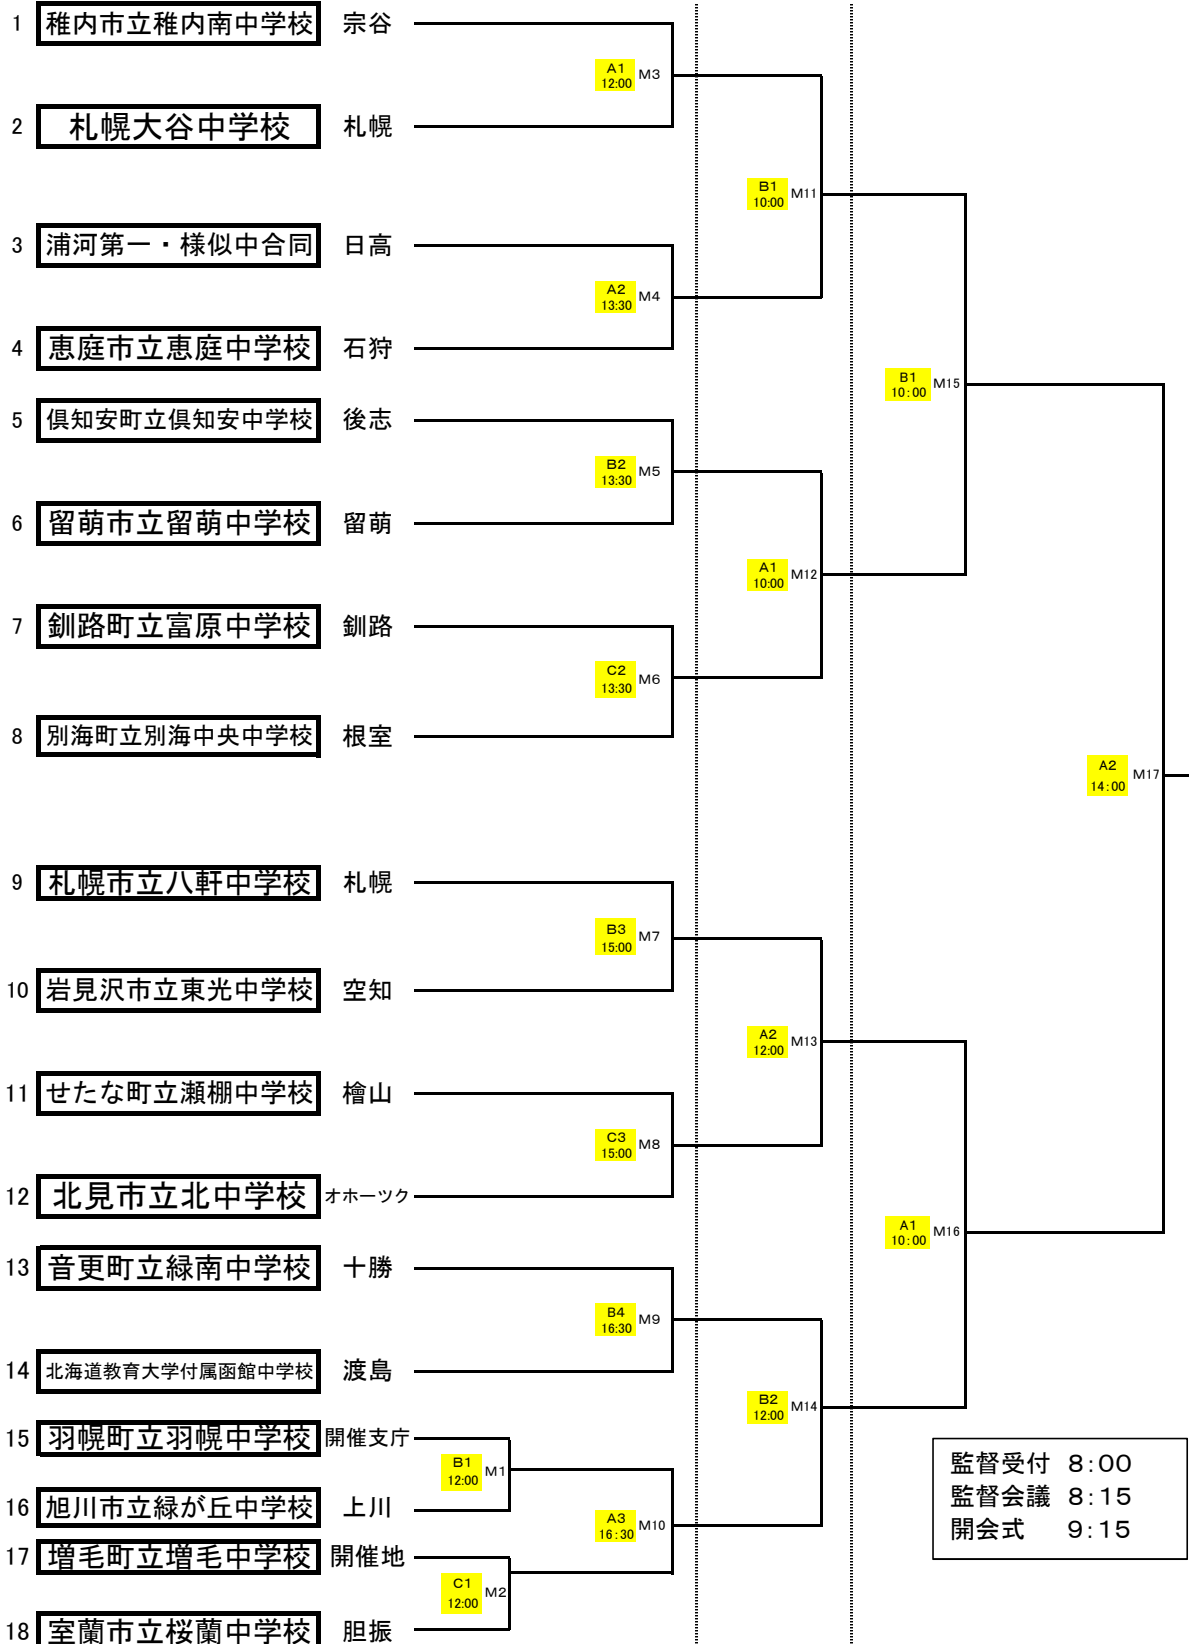 1 稚内市立稚内南中学校 宗谷
A1
12:00 M3
2 札幌大谷中学校 札幌
B1
10:00 M11
3 浦河第一・様似中合同 日高
A2
13:30 M4
4 恵庭市立恵庭中学校 石狩
B1
10:00 M15
5 倶知安町立倶知安中学校 後志
B2
13:30 M5
6 留萌市立留萌中学校 留萌
A1
10:00 M12
7 釧路町立富原中学校 釧路
C2
13:30 M6
8 別海町立別海中央中学校 根室
A2
14:00 M17
9 札幌市立八軒中学校 札幌
B3
15:00 M7
10 岩見沢市立東光中学校 空知
A2
12:00 M13
11 せたな町立瀬棚中学校 檜山
C3
15:00 M8
12 北見市立北中学校 オホーツク
A1
10:00 M16
13 音更町立緑南中学校 十勝
B4
16:30 M9
14 北海道教育大学付属函館中学校 渡島
B2
12:00 M14
15 羽幌町立羽幌中学校 開催支庁
B1
12:00 M1
16 旭川市立緑が丘中学校 上川
A3
16:30 M10
17 増毛町立増毛中学校 開催地
C1
12:00 M2
18 室蘭市立桜蘭中学校 胆振
監督受付 8:00
監督会議 8:15
開会式 9:15